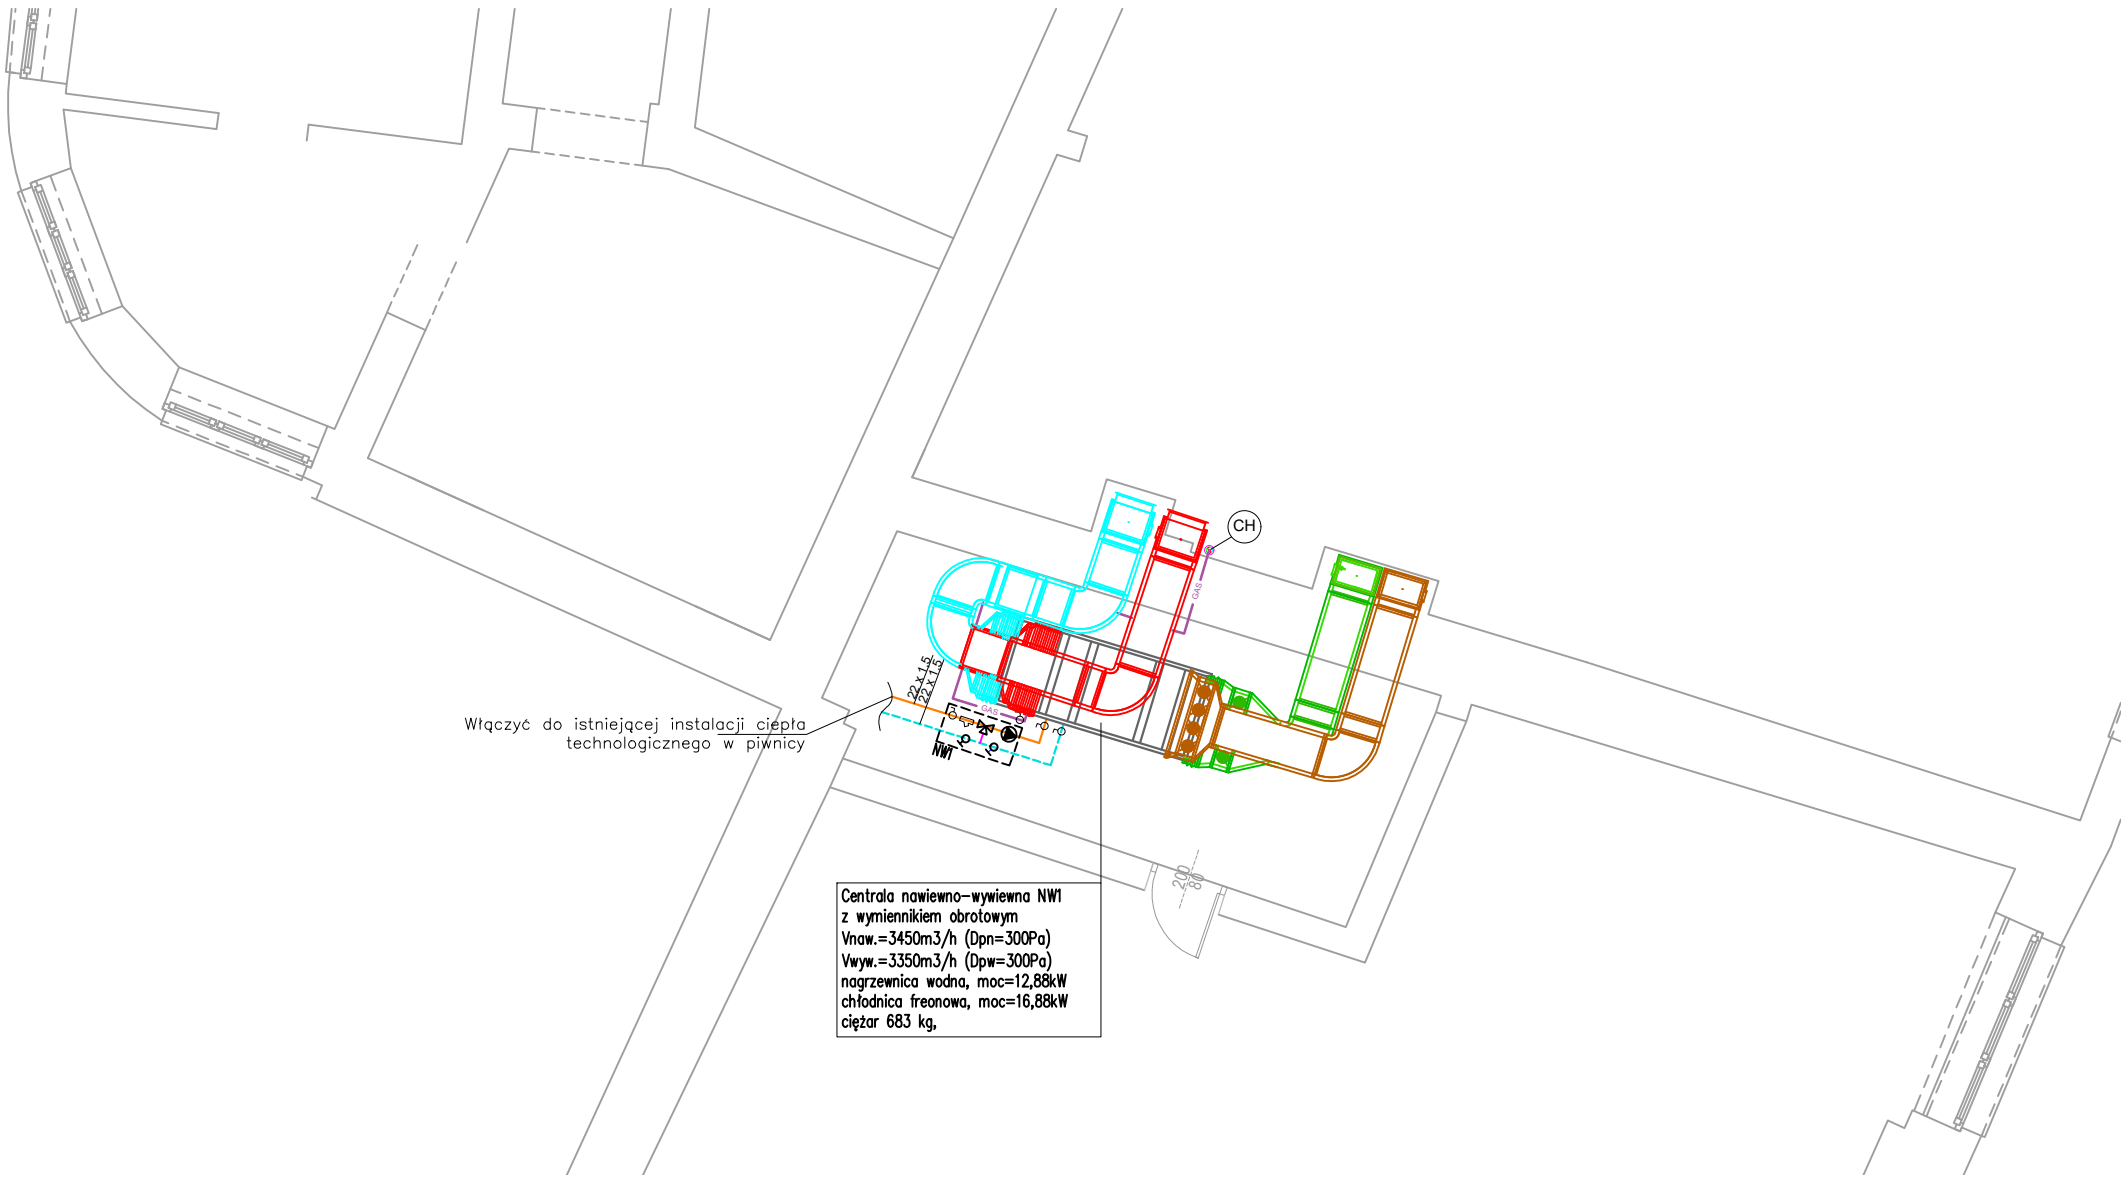 CH
GAS
22 x 1,5
22 x 1,5
GAS
Włączyć do istniejącej instalacji ciepła
technologicznego w piwnicy
NW1
200
80
Centrala nawiewno-wywiewna NW1
z wymiennikiem obrotowym
Vnaw.=3450m3/h (Dpn=300Pa)
Vwyw.=3350m3/h (Dpw=300Pa)
nagrzewnica wodna, moc=12,88kW
chłodnica freonowa, moc=16,88kW
ciężar 683 kg,